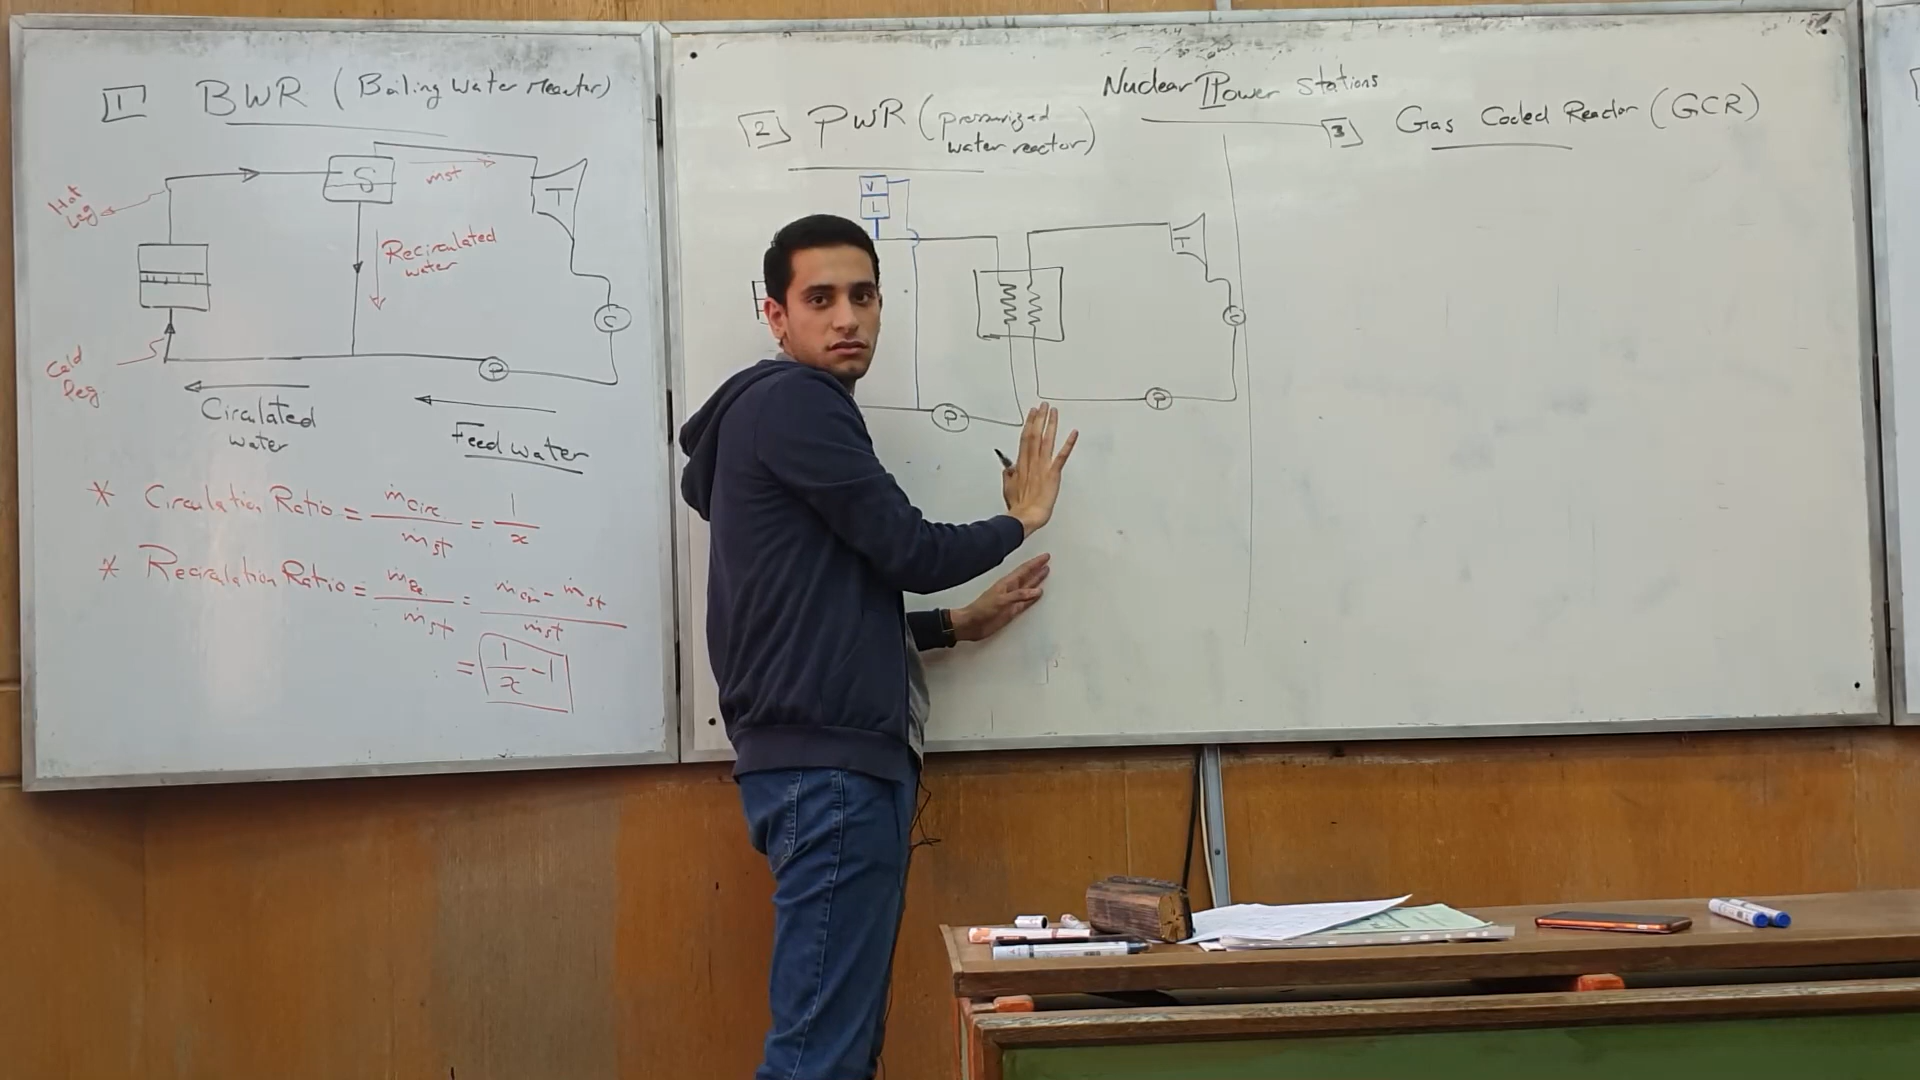 Nuclear Power Stations
1 BWR (Boiling Water reactor)
S
mst
T
Hot
Leg
Recirculated
water
C
Cold
leg
P
Circulated
water
Feed water
* Circulation Ratio = ṁcirc / ṁst = 1 / x
* Recirculation Ratio = ṁRe / ṁst = ṁcir - ṁst / ṁst
= 1 / x - 1
2 PWR (pressurized
water reactor)
V
L
T
C
P
P
3 Gas Cooled Reactor (GCR)